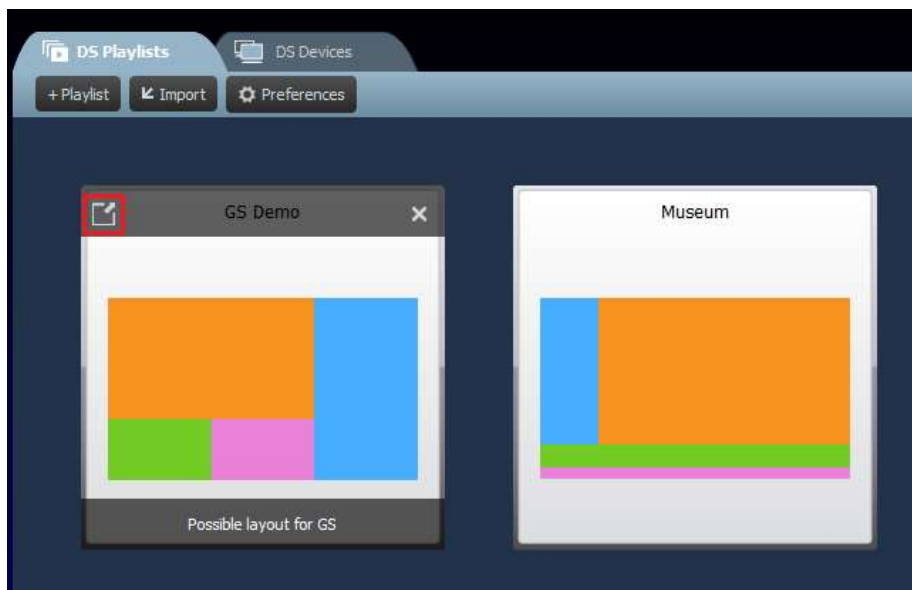 DS Playlists DS Devices
+ Playlist Import Preferences
GS Demo Museum
Possible layout for GS